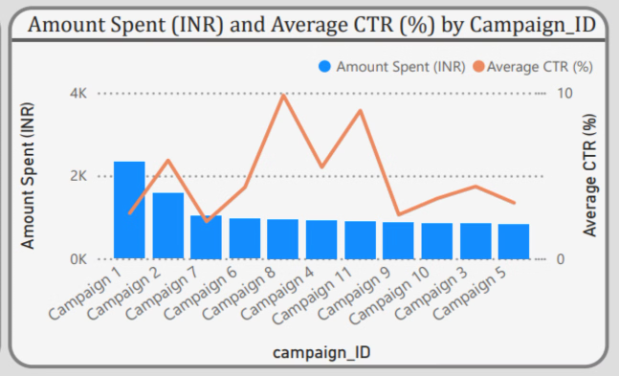 Amount Spent (INR) and Average CTR (%) by Campaign_ID
Amount Spent (INR) Average CTR (%)
Amount Spent (INR)
4K
2K
0K
10
0
Average CTR (%)
Campaign 1
Campaign 2
Campaign 7
Campaign 6
Campaign 8
Campaign 4
Campaign 11
Campaign 9
Campaign 10
Campaign 3
Campaign 5
campaign_ID